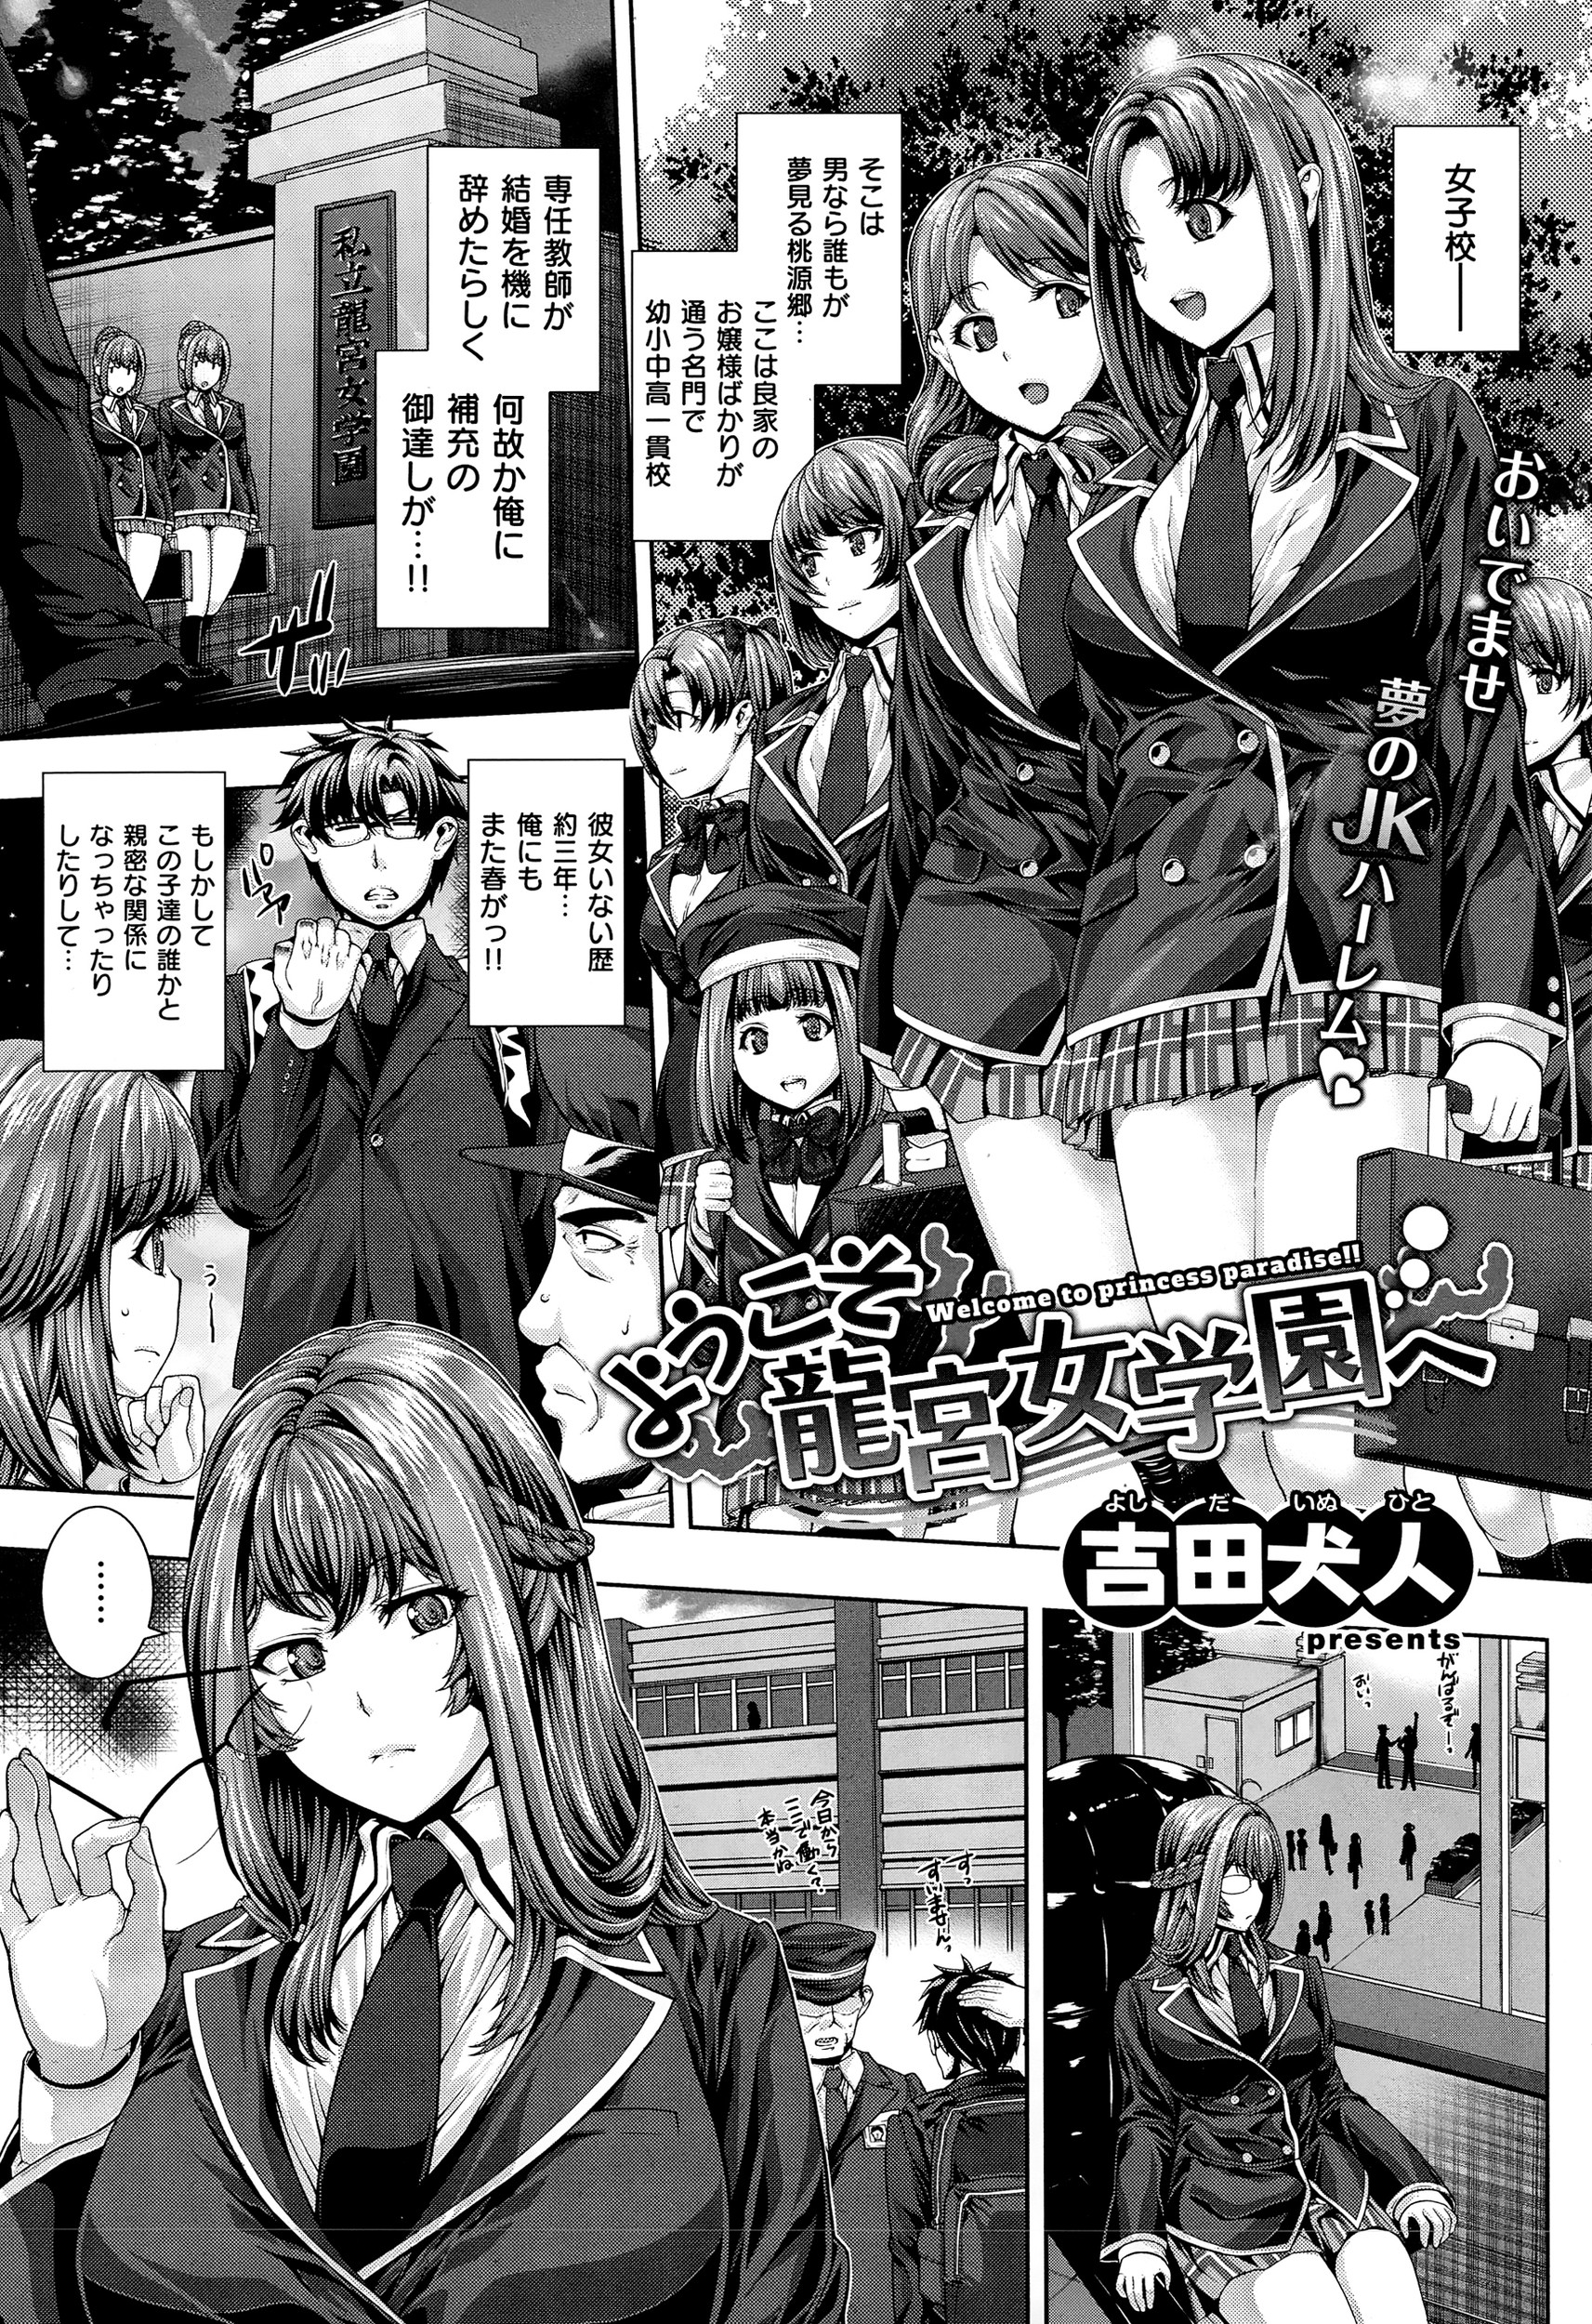 女子校――
そこは
男なら誰もが
夢見る桃源郷…
ここは良家の
お嬢様ばかりが
通う名門で
幼小中高一貫校
おいでませ
夢のJKハーレム♥
私立龍宮女学園
専任教師が
結婚を機に
辞めたらしく
何故か俺に
補充の
御達しが…!!
ザッ
彼女いない歴
約三年…
俺にも
また春がっ!!
もしかして
この子達の誰かと
親密な関係に
なっちゃったり
したりして…
うー
Welcome to princess paradise!!
ようこそ
龍宮女学園へ
よしだいぬひと
吉田犬人
presents
がんばるぞー
おいっ
今日から
ここで働く?
本当かね
すっ
すいませんっ
……